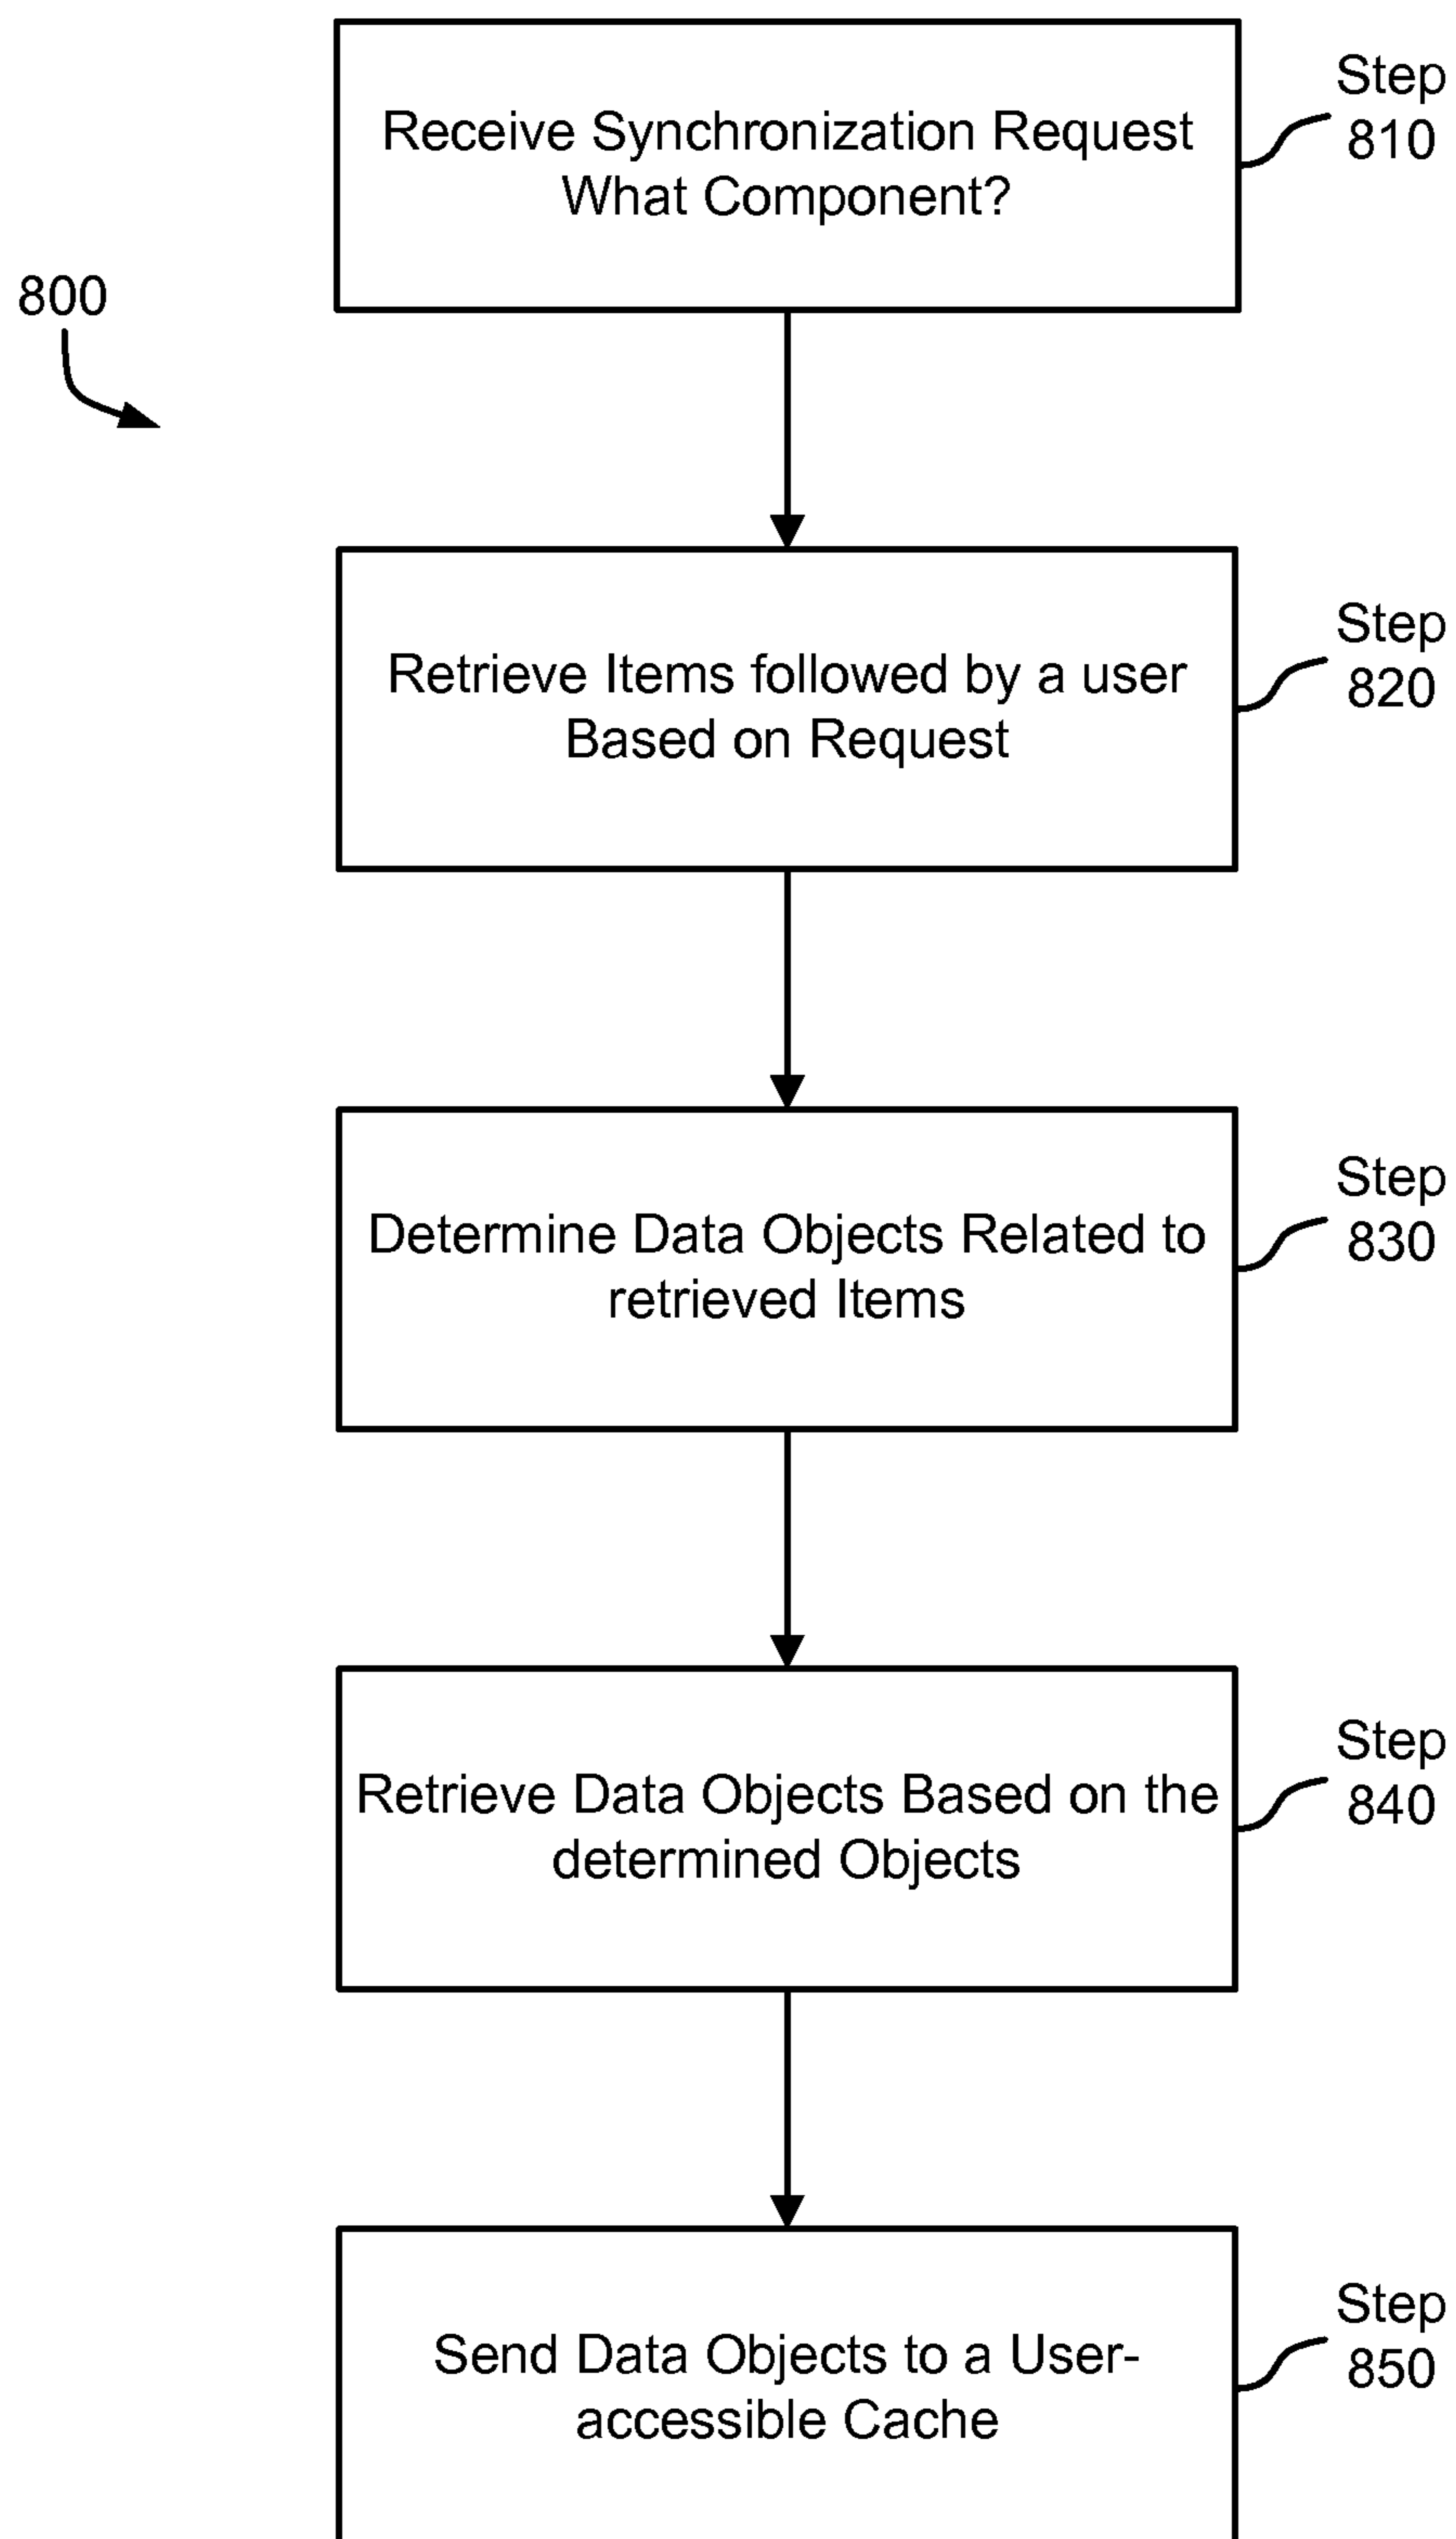 Receive Synchronization Request
What Component?
Step
810
800
Retrieve Items followed by a user
Based on Request
Step
820
Determine Data Objects Related to
retrieved Items
Step
830
Retrieve Data Objects Based on the
determined Objects
Step
840
Send Data Objects to a User-
accessible Cache
Step
850